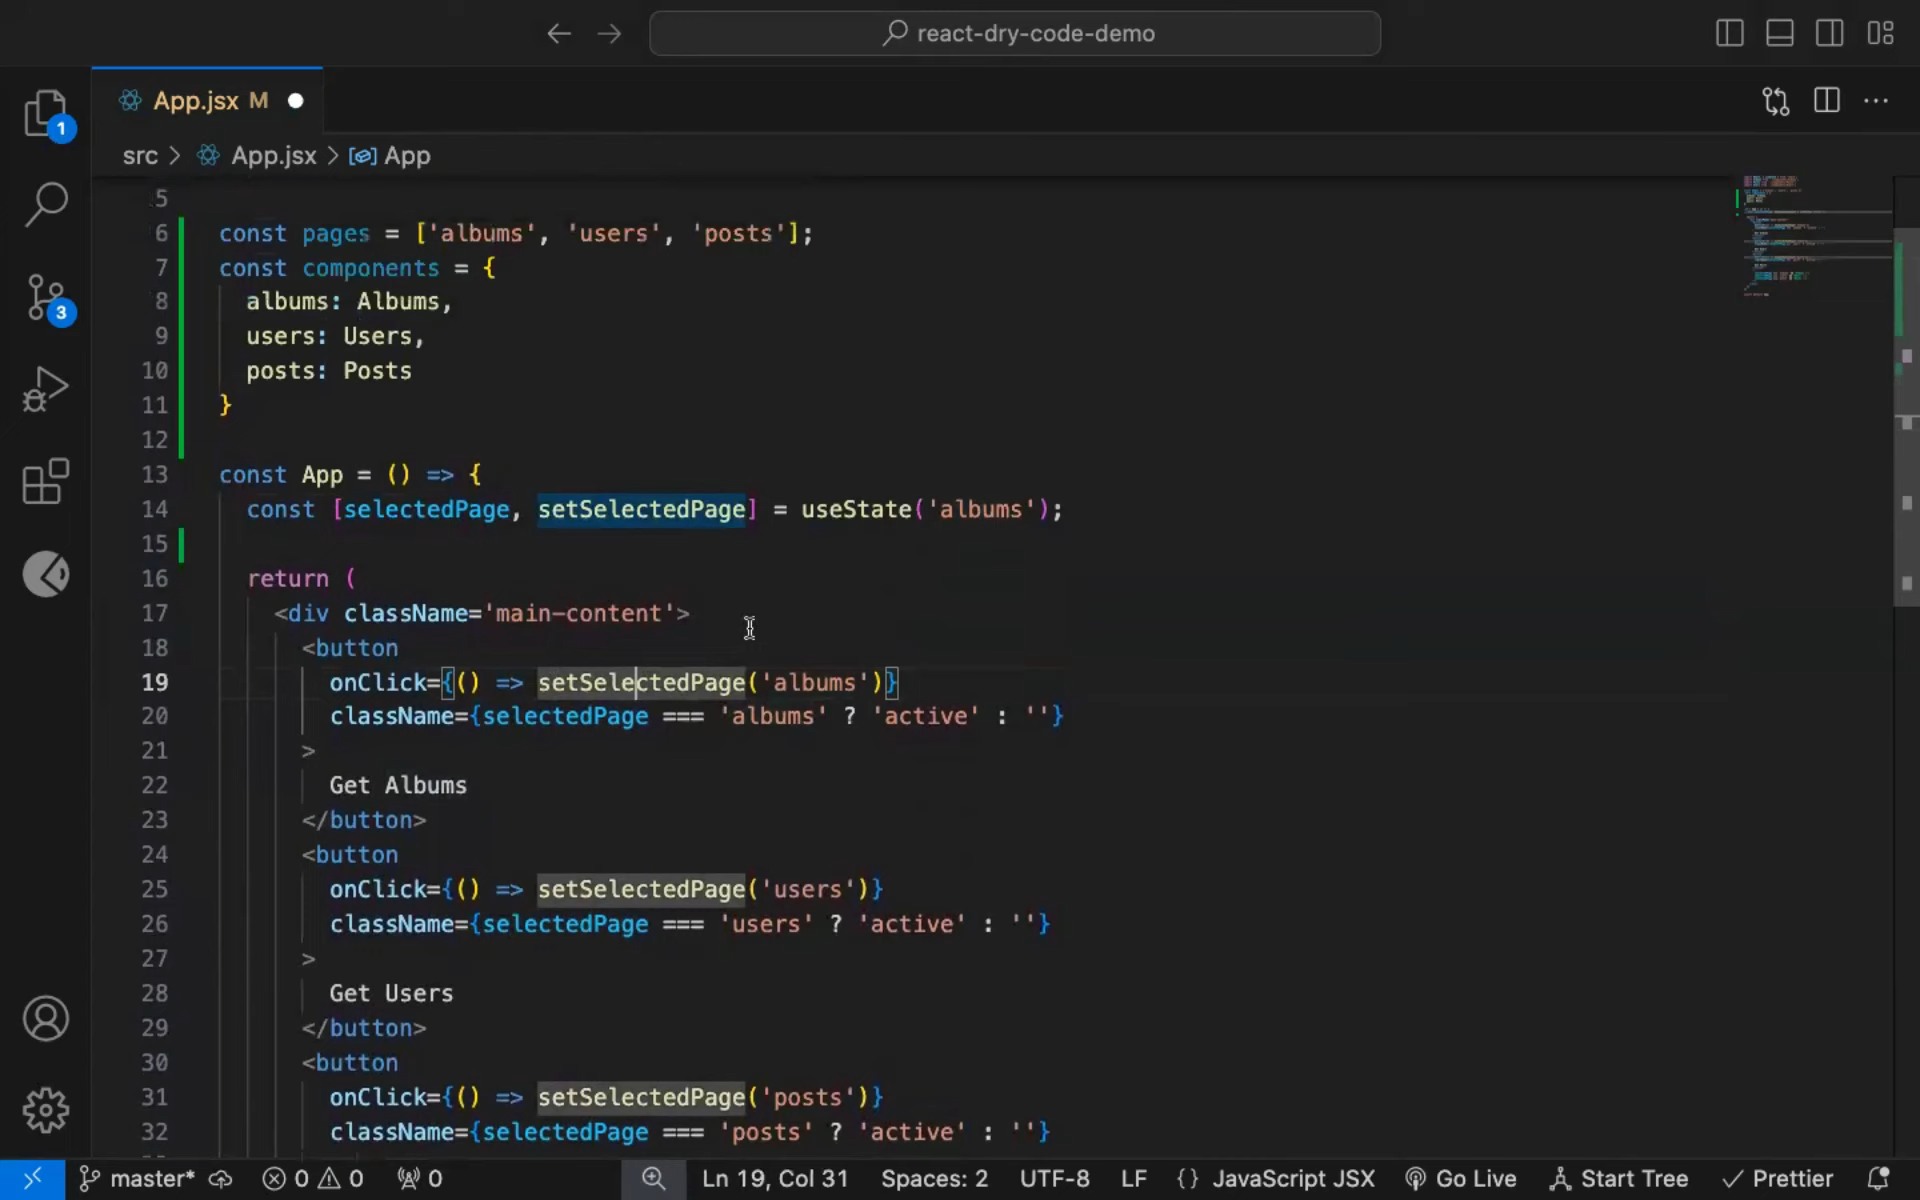 react-dry-code-demo
App.jsx M
src > App.jsx > App
1
3
5
6 const pages = ['albums', 'users', 'posts'];
7 const components = {
8 albums: Albums,
9 users: Users,
10 posts: Posts
11 }
12
13 const App = () => {
14 const [selectedPage, setSelectedPage] = useState('albums');
15
16 return (
17 <div className='main-content'>
18 <button
19 onClick={() => setSelectedPage('albums')}
20 className={selectedPage === 'albums' ? 'active' : ''}
21 >
22 Get Albums
23 </button>
24 <button
25 onClick={() => setSelectedPage('users')}
26 className={selectedPage === 'users' ? 'active' : ''}
27 >
28 Get Users
29 </button>
30 <button
31 onClick={() => setSelectedPage('posts')}
32 className={selectedPage === 'posts' ? 'active' : ''}
master* 0 0 0 Ln 19, Col 31 Spaces: 2 UTF-8 LF {} JavaScript JSX Go Live Start Tree Prettier